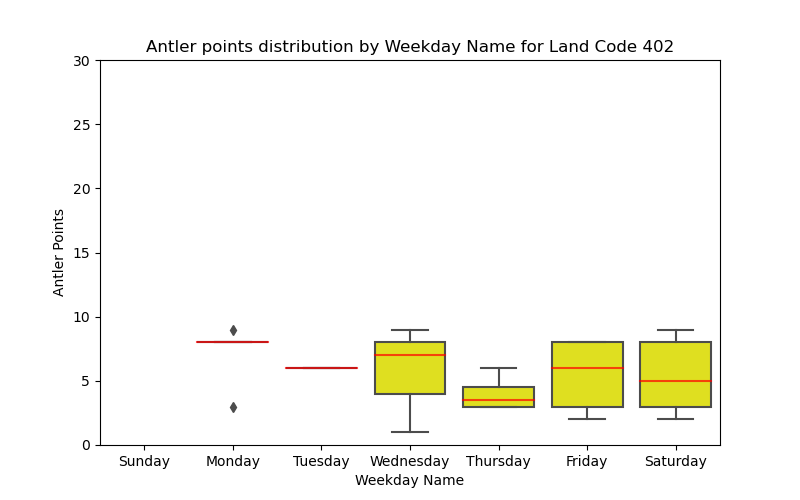 Antler points distribution by Weekday Name for Land Code 402
30
25
20
15
10
5
0
Antler Points
Sunday Monday Tuesday Wednesday Thursday Friday Saturday
Weekday Name